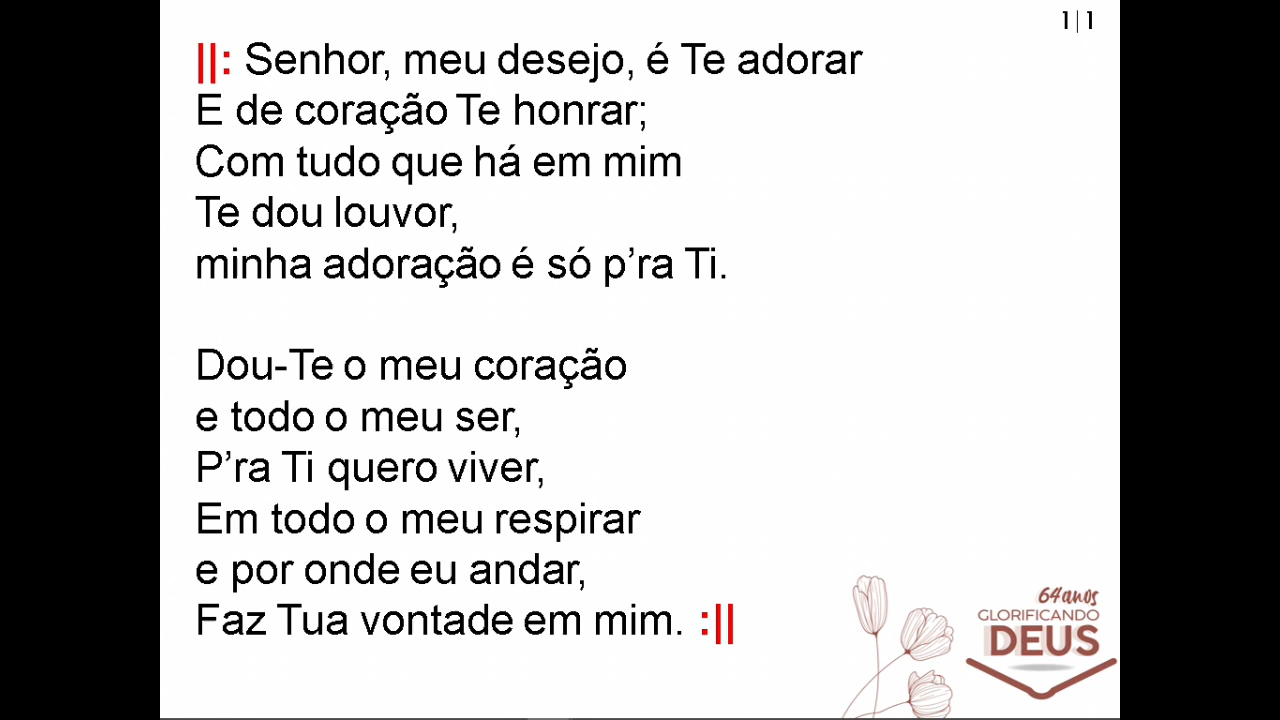 1|1
||: Senhor, meu desejo, é Te adorar
E de coração Te honrar;
Com tudo que há em mim
Te dou louvor,
minha adoração é só p’ra Ti.
Dou-Te o meu coração
e todo o meu ser,
P’ra Ti quero viver,
Em todo o meu respirar
e por onde eu andar,
Faz Tua vontade em mim. :||
64anos
GLORIFICANDO
DEUS